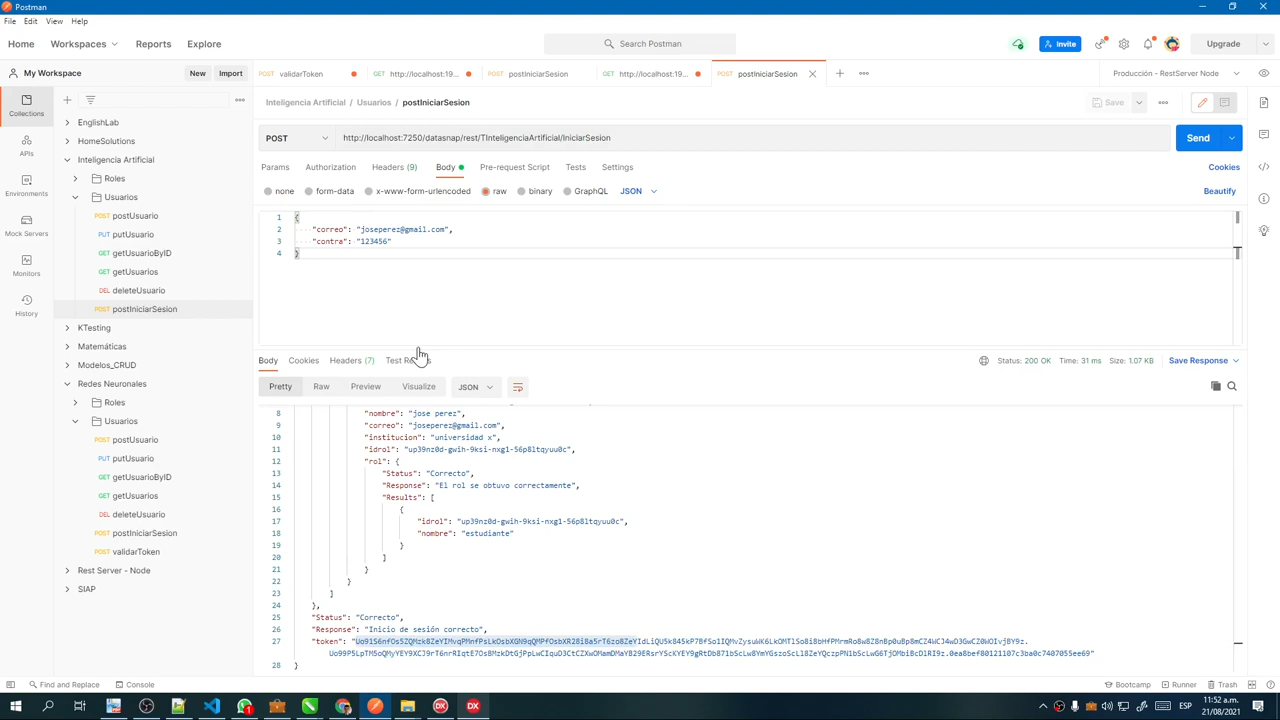 Postman
File Edit View Help
Home Workspaces Reports Explore Search Postman Invite Upgrade
My Workspace New Import
POST validarToken GET http://localhost:19... POST postIniciarSesion GET http://localhost:7... POST postIniciarSesion Producción - RestServer Node
Collections
APIs
Environments
Mock Servers
Monitors
History
EnglishLab
HomeSolutions
Inteligencia Artificial
Roles
Usuarios
POST postUsuario
PUT putUsuario
GET getUsuarioByID
GET getUsuarios
DEL deleteUsuario
POST postIniciarSesion
KTesting
Matemáticas
Modelos_CRUD
Redes Neuronales
Roles
Usuarios
POST postUsuario
PUT putUsuario
GET getUsuarioByID
GET getUsuarios
DEL deleteUsuario
POST postIniciarSesion
POST validarToken
Rest Server - Node
SIAP
Inteligencia Artificial / Usuarios / postIniciarSesion Save
POST http://localhost:7250/datasnap/rest/TInteligenciaArtificial/IniciarSesion Send
Params Authorization Headers (9) Body Pre-request Script Tests Settings Cookies
none form-data x-www-form-urlencoded raw binary GraphQL JSON Beautify
1 {
2 "correo": "joseperez@gmail.com",
3 "contra": "123456"
4 }
Body Cookies Headers (7) Test Res Status: 200 OK Time: 31 ms Size: 1.07 KB Save Response
Pretty Raw Preview Visualize JSON
8 "nombre": "jose perez",
9 "correo": "joseperez@gmail.com",
10 "institucion": "universidad x",
11 "idrol": "up39nz0d-gwih-9ksi-nxg1-56p8ltqyuu0c",
12 "rol": {
13 "Status": "Correcto",
14 "Response": "El rol se obtuvo correctamente",
15 "Results": [
16 {
17 "idrol": "up39nz0d-gwih-9ksi-nxg1-56p8ltqyuu0c",
18 "nombre": "estudiante"
19 }
20 ]
21 }
22 }
23 ]
24 },
25 "Status": "Correcto",
26 "Response": "Inicio de sesión correcto",
27 "token":
28 }
Find and Replace Console Bootcamp Runner Trash
ESP 11:52 a.m.
21/08/2021